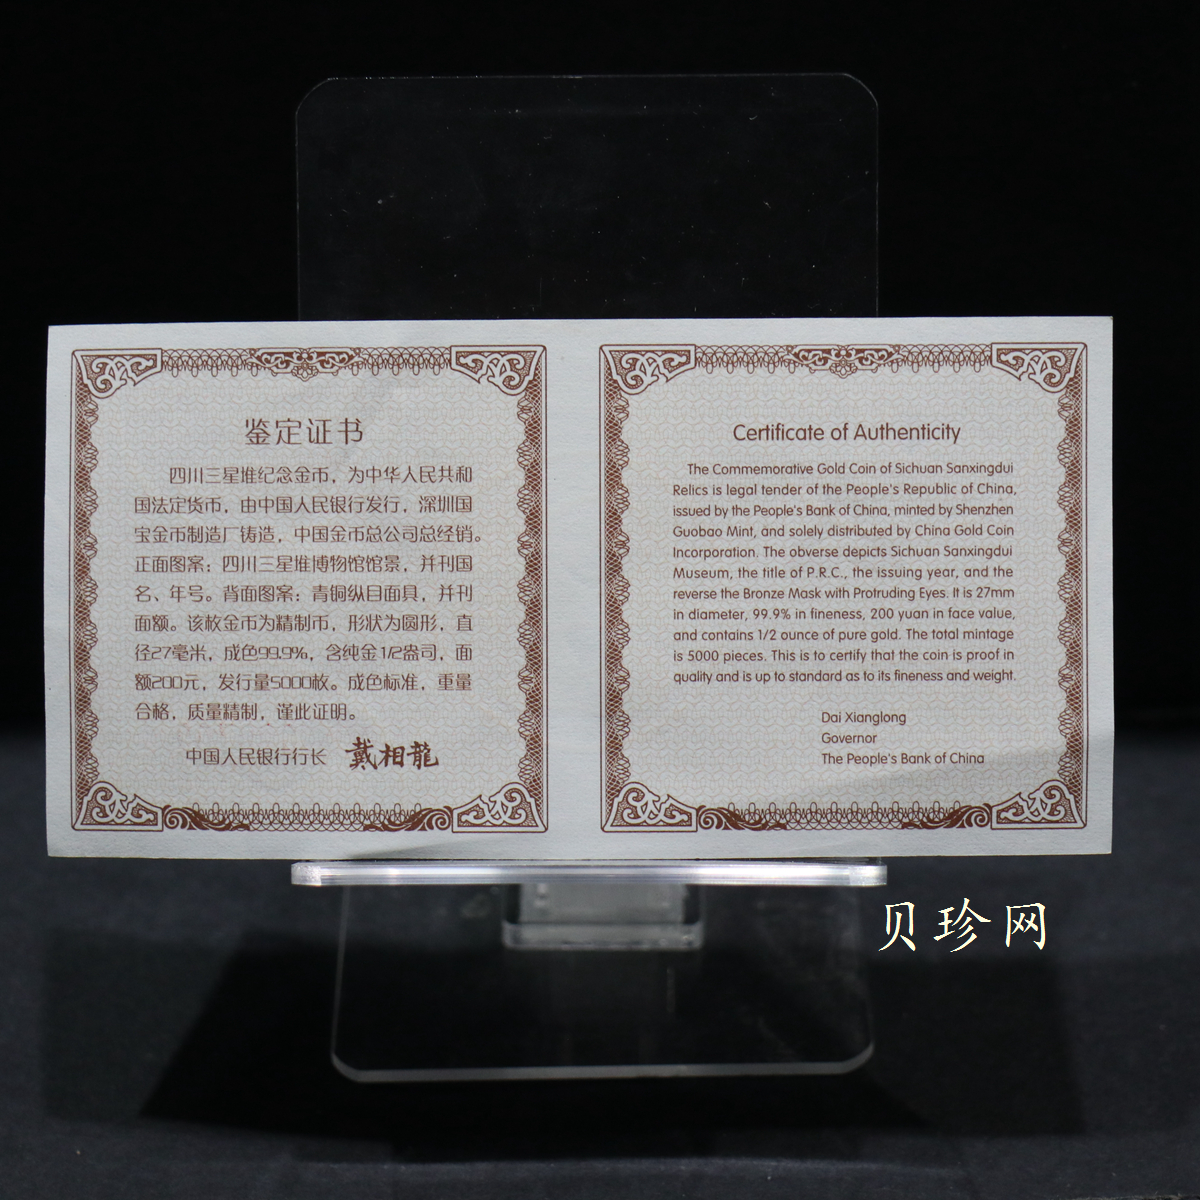 鉴定证书
四川三星堆纪念金币，为中华人民共和
国法定货币，由中国人民银行发行，深圳国
宝金币制造厂铸造，中国金币总公司总经销。
正面图案：四川三星堆博物馆馆景，并刊国
名、年号。背面图案：青铜纵目面具，并刊
面额。该枚金币为精制币，形状为圆形，直
径27毫米，成色99.9%，含纯金1/2盎司，面
额200元，发行量5000枚。成色标准，重量
合格，质量精制，谨此证明。
中国人民银行行长 戴相龍
Certificate of Authenticity
The Commemorative Gold Coin of Sichuan Sanxingdui
Relics is legal tender of the People's Republic of China,
issued by the People's Bank of China, minted by Shenzhen
Guobao Mint, and solely distributed by China Gold Coin
Incorporation. The obverse depicts Sichuan Sanxingdui
Museum, the title of P.R.C., the issuing year, and the
reverse the Bronze Mask with Protruding Eyes. It is 27mm
in diameter, 99.9% in fineness, 200 yuan in face value,
and contains 1/2 ounce of pure gold. The total mintage
is 5000 pieces. This is to certify that the coin is proof in
quality and is up to standard as to its fineness and weight.
Dai Xianglong
Governor
The People's Bank of China
贝珍网